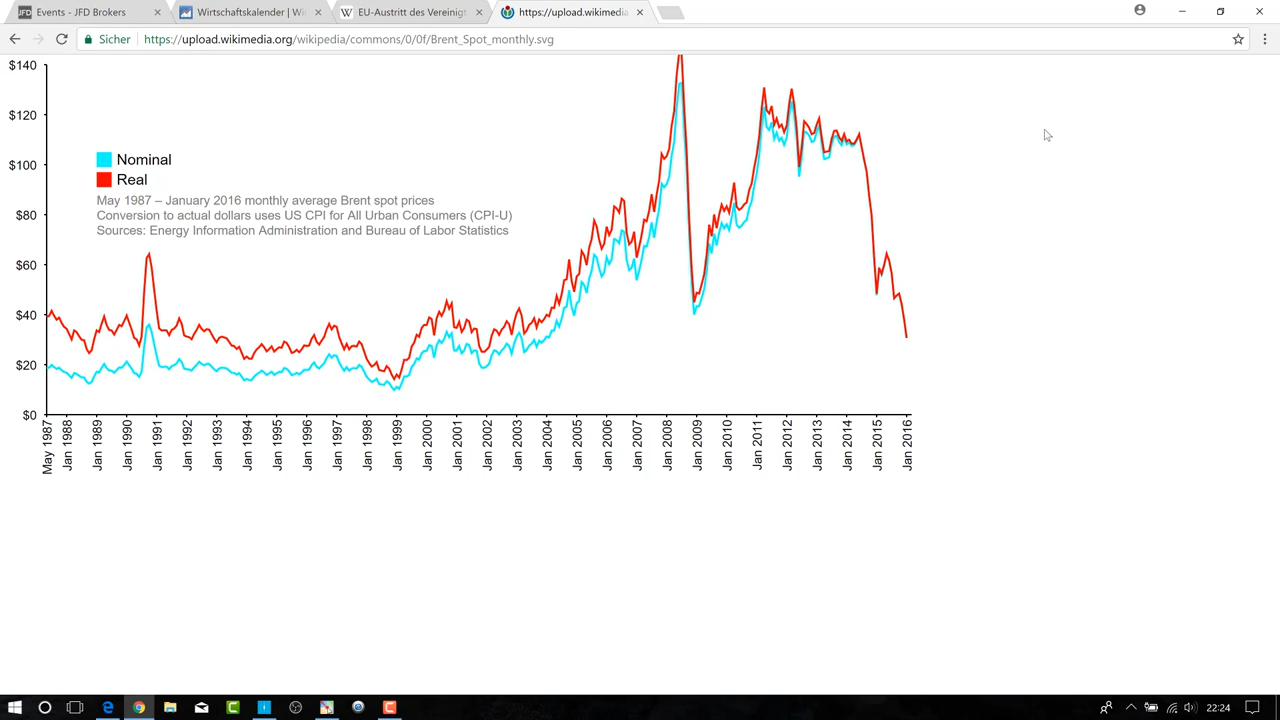 Events - JFD Brokers
Wirtschaftskalender | Wi
EU-Austritt des Vereinigt
https://upload.wikimedia
Sicher https://upload.wikimedia.org/wikipedia/commons/0/0f/Brent_Spot_monthly.svg
$140
$120
$100
$80
$60
$40
$20
$0
Nominal
Real
May 1987 – January 2016 monthly average Brent spot prices
Conversion to actual dollars uses US CPI for All Urban Consumers (CPI-U)
Sources: Energy Information Administration and Bureau of Labor Statistics
May 1987
Jan 1988
Jan 1989
Jan 1990
Jan 1991
Jan 1992
Jan 1993
Jan 1994
Jan 1995
Jan 1996
Jan 1997
Jan 1998
Jan 1999
Jan 2000
Jan 2001
Jan 2002
Jan 2003
Jan 2004
Jan 2005
Jan 2006
Jan 2007
Jan 2008
Jan 2009
Jan 2010
Jan 2011
Jan 2012
Jan 2013
Jan 2014
Jan 2015
Jan 2016
22:24